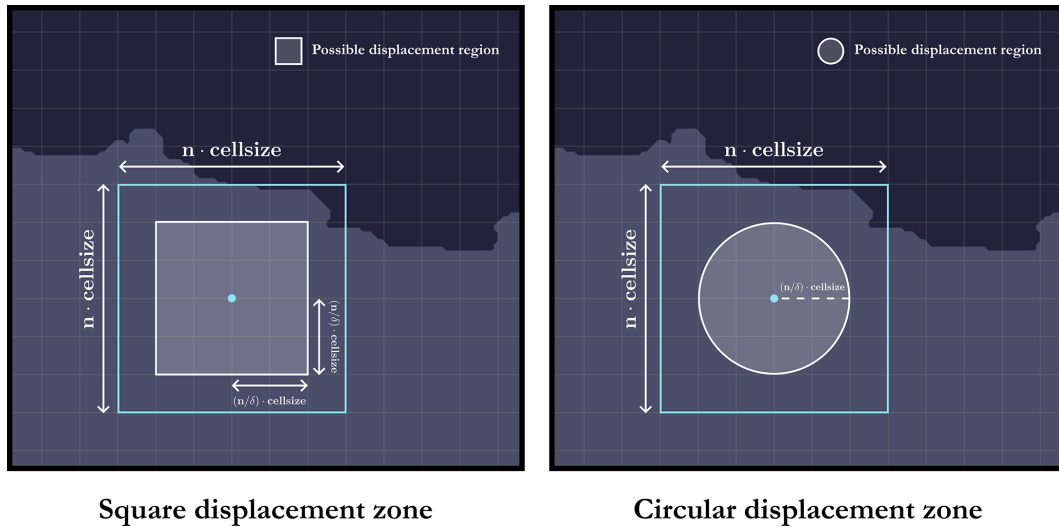 Possible displacement region
n · cellsize
n · cellsize
(n/δ) · cellsize
(n/δ) · cellsize
Square displacement zone
Possible displacement region
n · cellsize
n · cellsize
(n/δ) · cellsize
Circular displacement zone